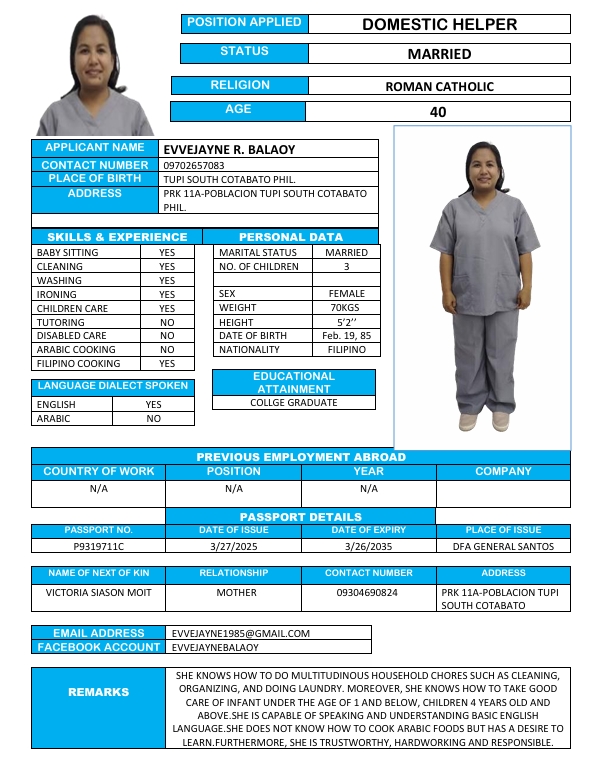 POSITION APPLIED DOMESTIC HELPER
STATUS MARRIED
RELIGION ROMAN CATHOLIC
AGE 40
APPLICANT NAME EVVEJAYNE R. BALAOY
CONTACT NUMBER 09702657083
PLACE OF BIRTH TUPI SOUTH COTABATO PHIL.
ADDRESS PRK 11A-POBLACION TUPI SOUTH COTABATO
PHIL.
SKILLS & EXPERIENCE
BABY SITTING YES
CLEANING YES
WASHING YES
IRONING YES
CHILDREN CARE YES
TUTORING NO
DISABLED CARE NO
ARABIC COOKING NO
FILIPINO COOKING YES
PERSONAL DATA
MARITAL STATUS MARRIED
NO. OF CHILDREN 3
SEX FEMALE
WEIGHT 70KGS
HEIGHT 5'2''
DATE OF BIRTH Feb. 19, 85
NATIONALITY FILIPINO
LANGUAGE DIALECT SPOKEN
ENGLISH YES
ARABIC NO
EDUCATIONAL
ATTAINMENT
COLLGE GRADUATE
PREVIOUS EMPLOYMENT ABROAD
COUNTRY OF WORK POSITION YEAR COMPANY
N/A N/A N/A
PASSPORT DETAILS
PASSPORT NO. DATE OF ISSUE DATE OF EXPIRY PLACE OF ISSUE
P9319711C 3/27/2025 3/26/2035 DFA GENERAL SANTOS
NAME OF NEXT OF KIN RELATIONSHIP CONTACT NUMBER ADDRESS
VICTORIA SIASON MOIT MOTHER 09304690824 PRK 11A-POBLACION TUPI
SOUTH COTABATO
EMAIL ADDRESS EVVEJAYNE1985@GMAIL.COM
FACEBOOK ACCOUNT EVVEJAYNEBALAOY
REMARKS
SHE KNOWS HOW TO DO MULTITUDINOUS HOUSEHOLD CHORES SUCH AS CLEANING,
ORGANIZING, AND DOING LAUNDRY. MOREOVER, SHE KNOWS HOW TO TAKE GOOD
CARE OF INFANT UNDER THE AGE OF 1 AND BELOW, CHILDREN 4 YEARS OLD AND
ABOVE.SHE IS CAPABLE OF SPEAKING AND UNDERSTANDING BASIC ENGLISH
LANGUAGE.SHE DOES NOT KNOW HOW TO COOK ARABIC FOODS BUT HAS A DESIRE TO
LEARN.FURTHERMORE, SHE IS TRUSTWORTHY, HARDWORKING AND RESPONSIBLE.